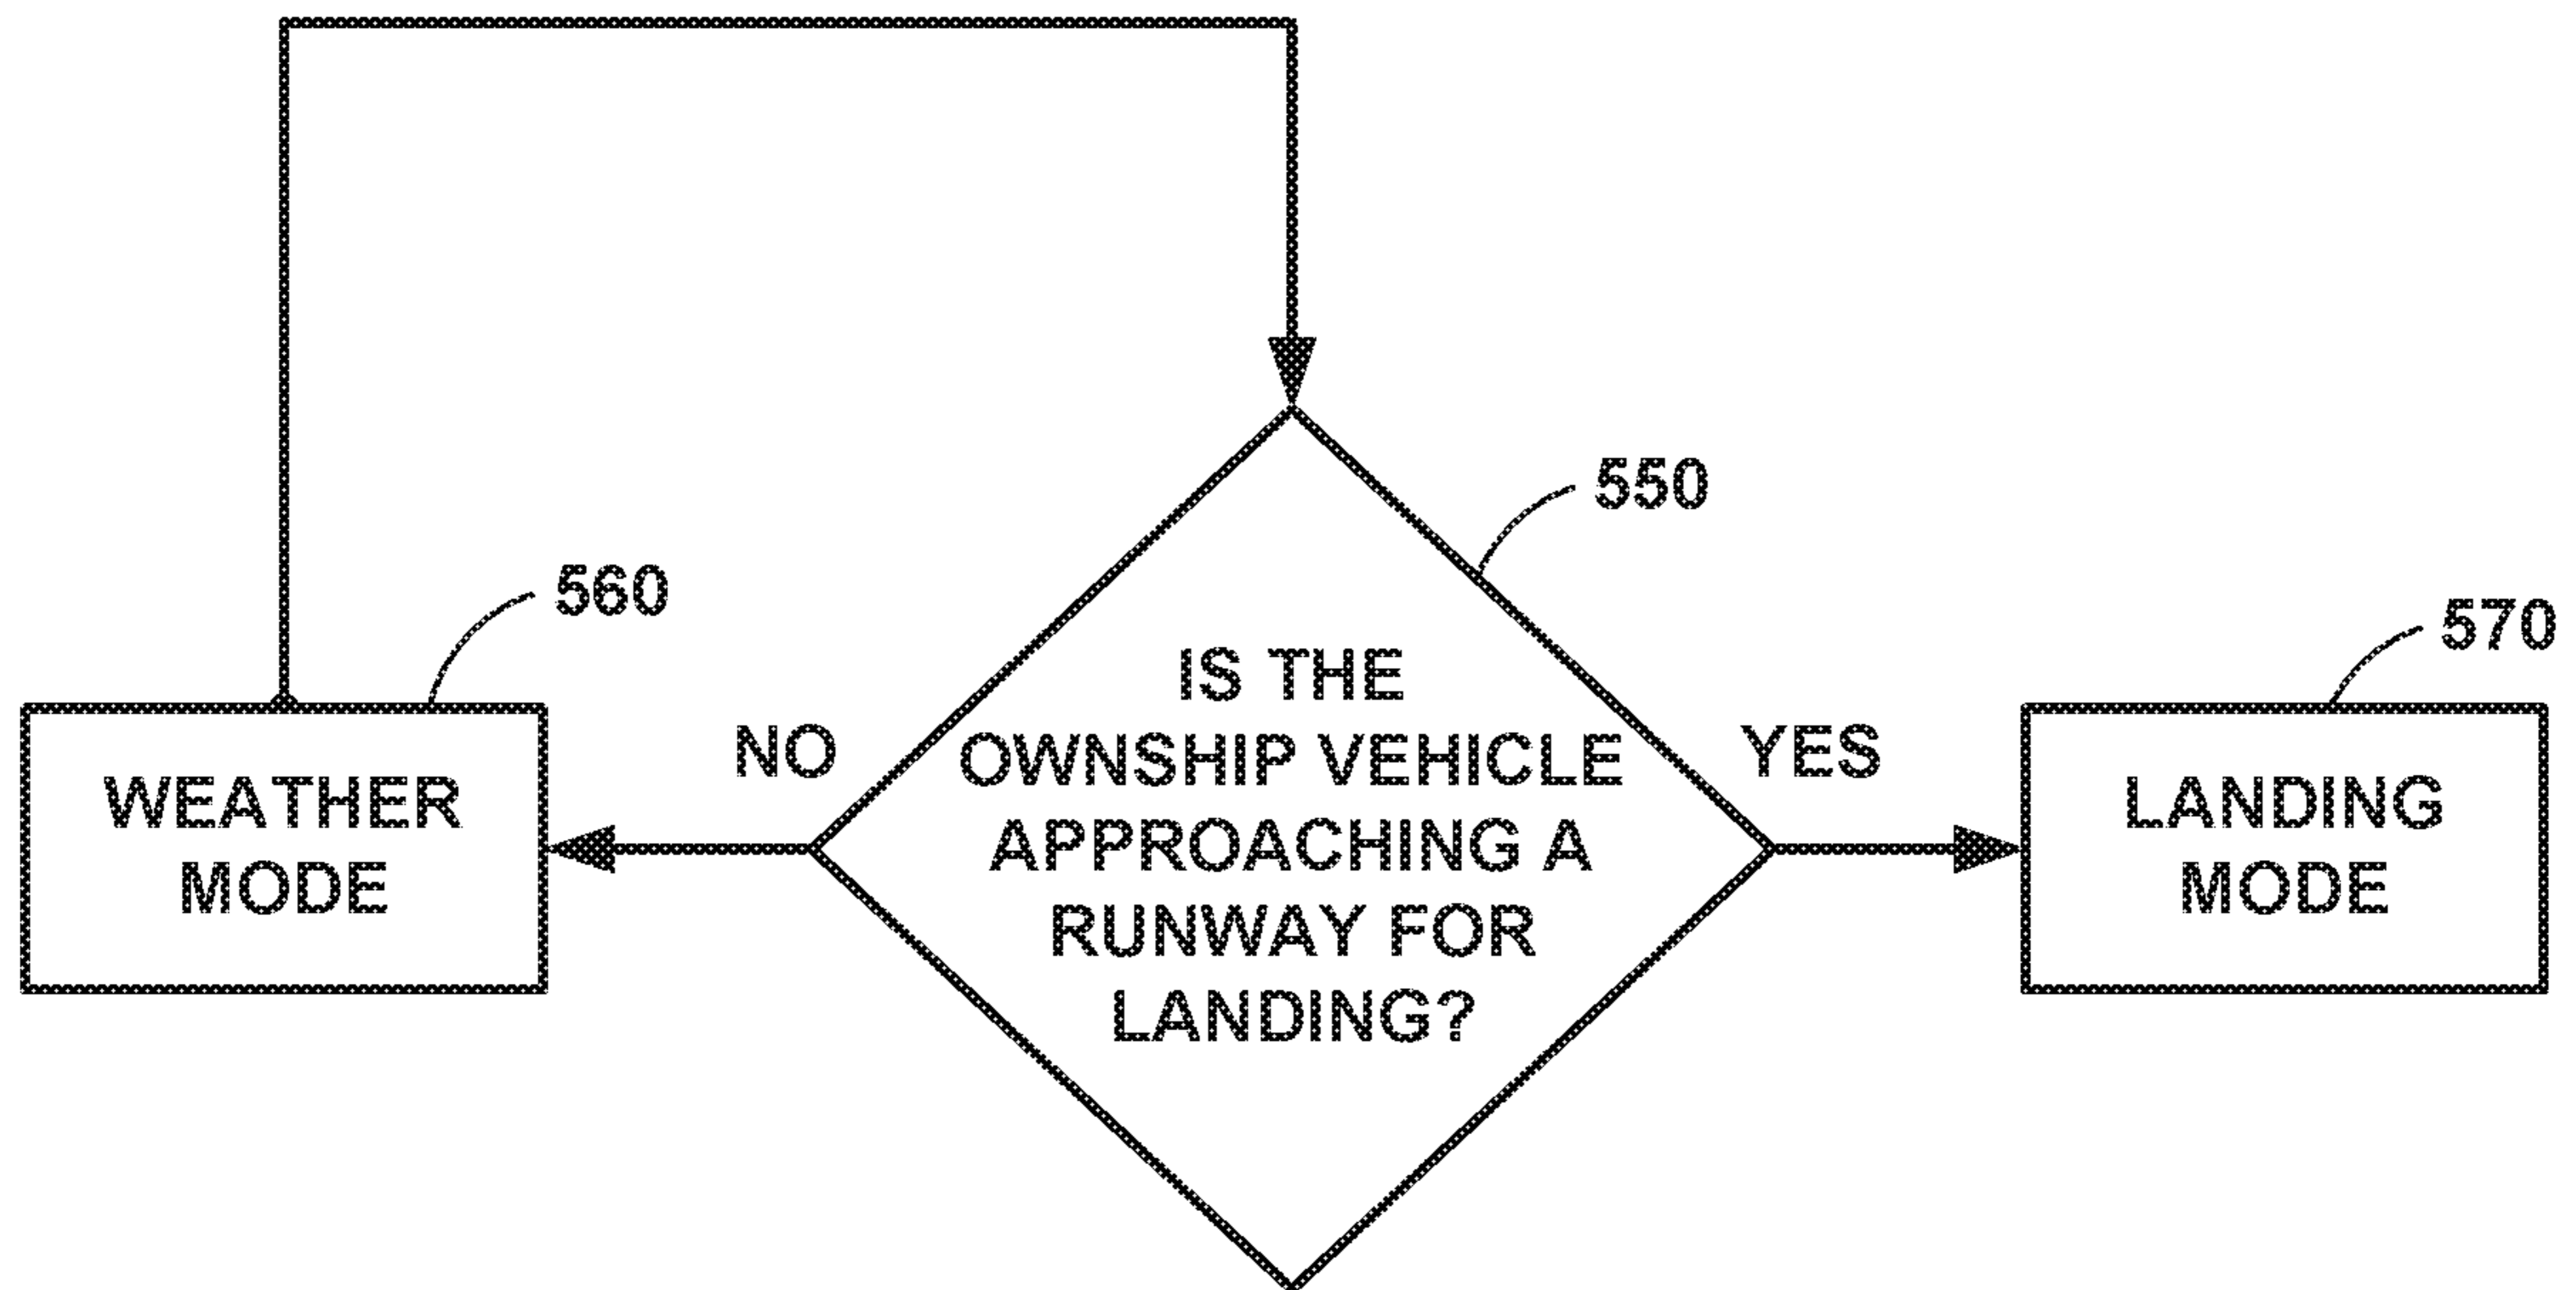 550
560
570
IS THE
OWNSHIP VEHICLE
APPROACHING A
RUNWAY FOR
LANDING?
NO
YES
WEATHER
MODE
LANDING
MODE